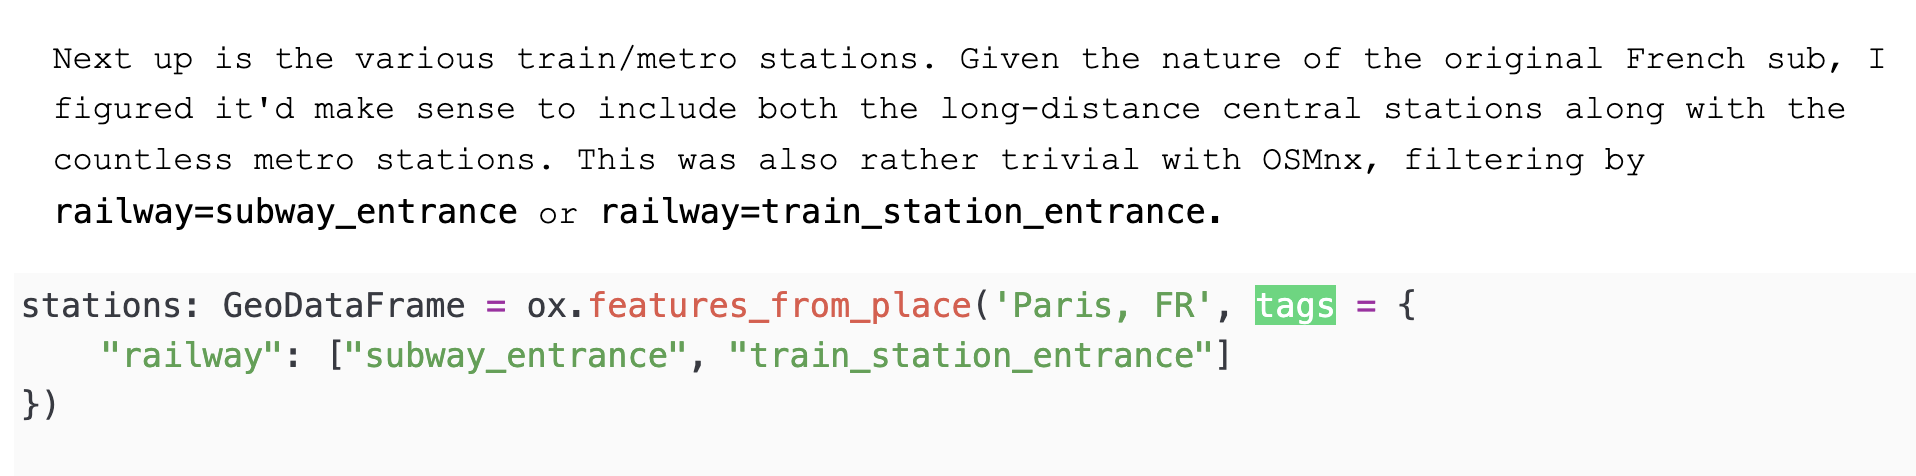 Next up is the various train/metro stations. Given the nature of the original French sub, I
figured it'd make sense to include both the long-distance central stations along with the
countless metro stations. This was also rather trivial with OSMnx, filtering by
railway=subway_entrance or railway=train_station_entrance.
stations: GeoDataFrame = ox.features_from_place('Paris, FR', tags = {
    "railway": ["subway_entrance", "train_station_entrance"]
})